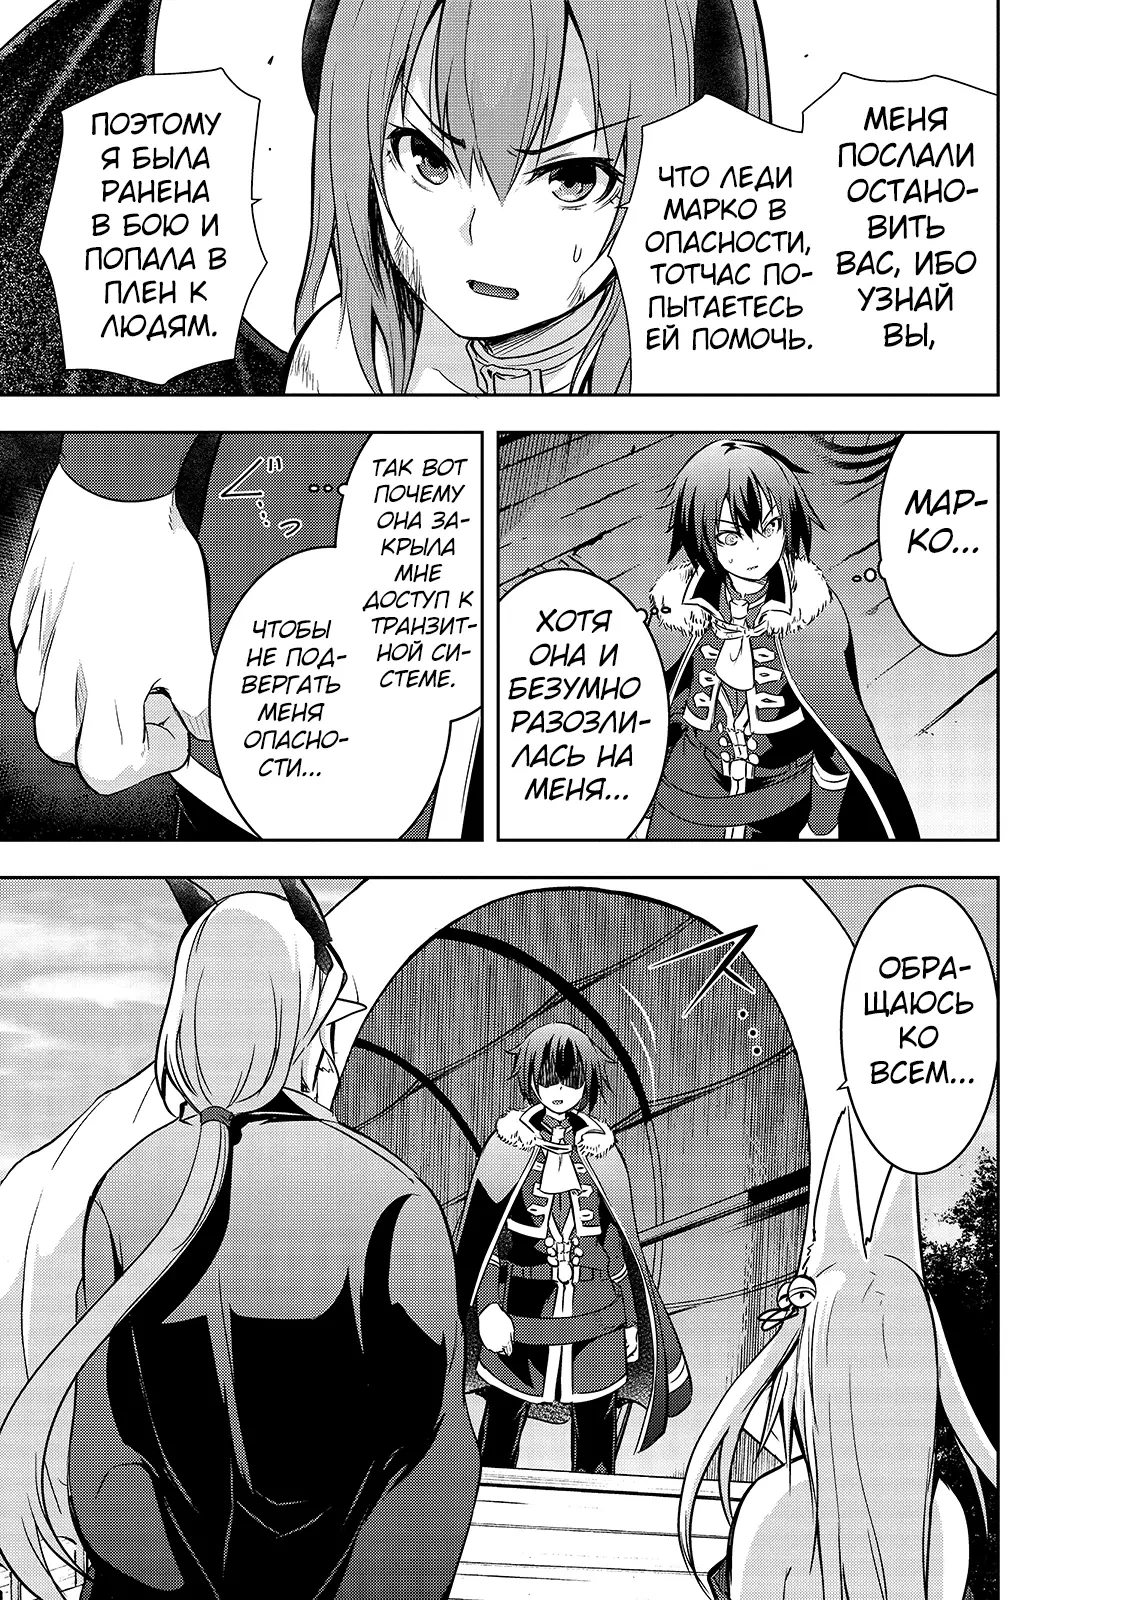 МЕНЯ
ПОСЛАЛИ
ОСТАНО-
ВИТЬ
ВАС, ИБО
УЗНАЙ
ВЫ,
ЧТО ЛЕДИ
МАРКО В
ОПАСНОСТИ,
ТОТЧАС ПО-
ПЫТАЕТЕСЬ
ЕЙ ПОМОЧЬ.
ПОЭТОМУ
Я БЫЛА
РАНЕНА
В БОЮ И
ПОПАЛА В
ПЛЕН К
ЛЮДЯМ.
МАР-
КО...
ХОТЯ
ОНА И
БЕЗУМНО
РАЗОЗЛИ-
ЛАСЬ НА
МЕНЯ...
ТАК ВОТ
ПОЧЕМУ
ОНА ЗА-
КРЫЛА
МНЕ
ДОСТУП К
ТРАНЗИТ-
НОЙ СИ-
СТЕМЕ.
ЧТОБЫ
НЕ ПОД-
ВЕРГАТЬ
МЕНЯ
ОПАСНО-
СТИ...
ОБРА-
ЩАЮСЬ
КО
ВСЕМ...